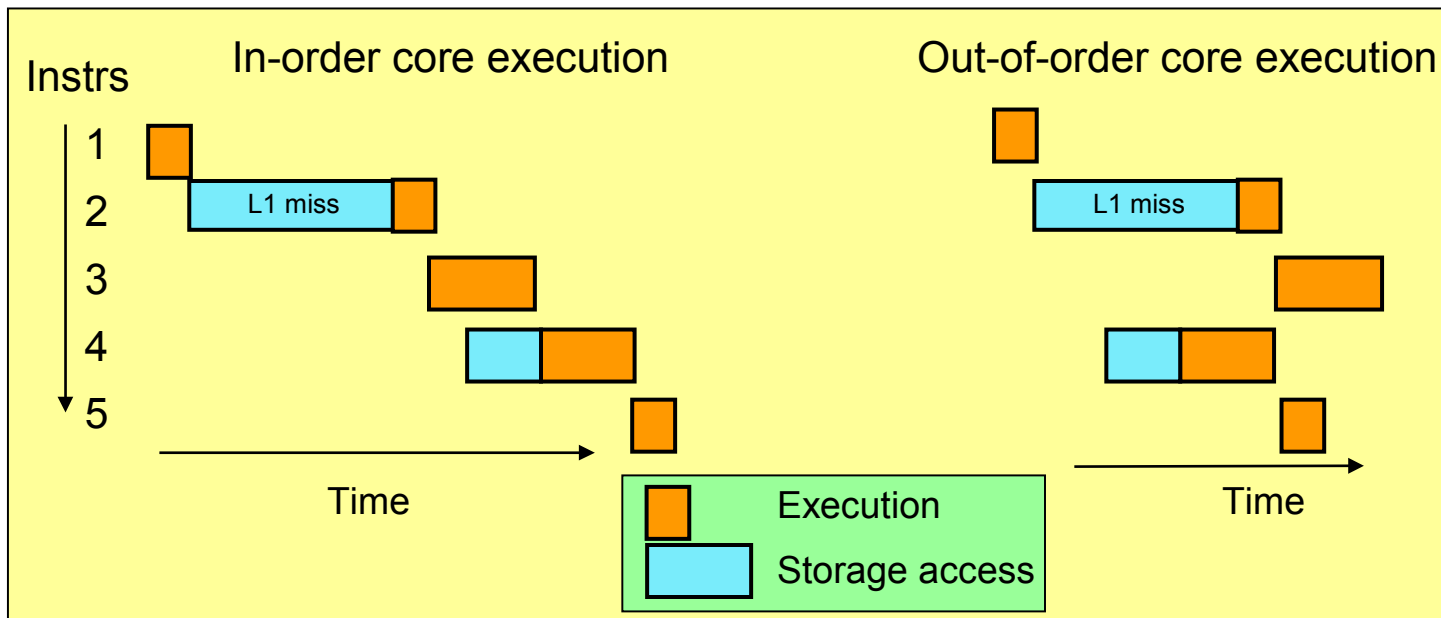 In-order core execution
Out-of-order core execution
Instrs
1
2
L1 miss
L1 miss
3
4
5
Time
Time
Execution
Storage access